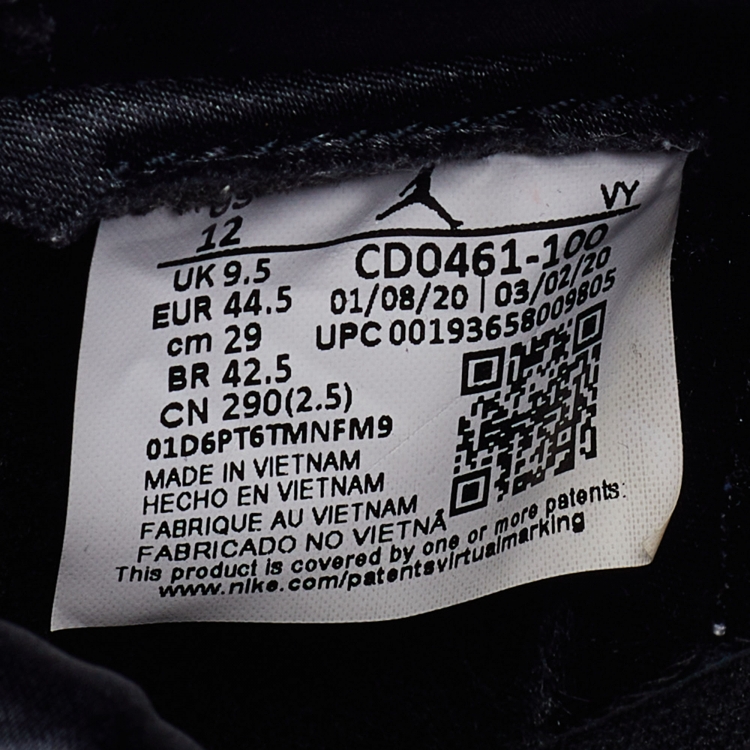 US
VY
12
CD0461-100
UK 9.5
01/08/20 | 03/02/20
EUR 44.5
UPC 00193658009805
cm 29
BR 42.5
CN 290(2.5)
01D6PT6TMNFM9
MADE IN VIETNAM
HECHO EN VIETNAM
FABRIQUE AU VIETNAM
FABRICADO NO VIETNÃ
This product is covered by one or more patents:
www.nike.com/patentsvirtualmarking